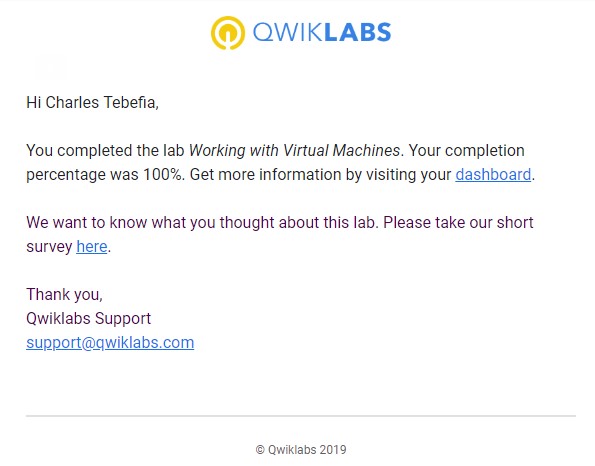 QWIKLABS
Hi Charles Tebefia,
You completed the lab Working with Virtual Machines. Your completion
percentage was 100%. Get more information by visiting your dashboard.
We want to know what you thought about this lab. Please take our short
survey here.
Thank you,
Qwiklabs Support
support@qwiklabs.com
© Qwiklabs 2019